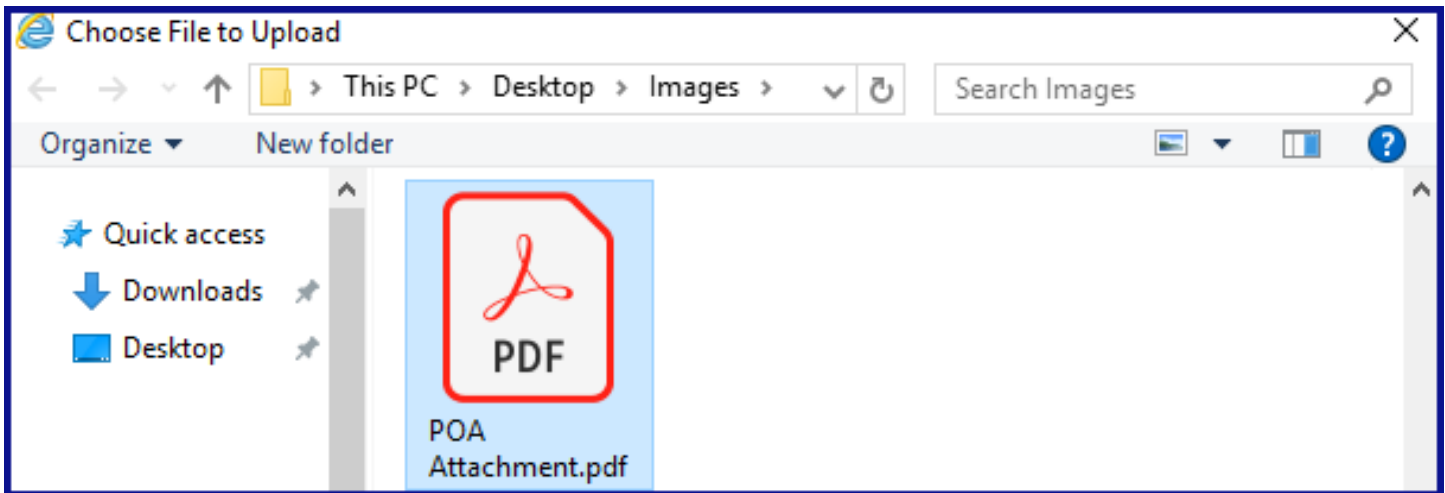 Choose File to Upload
This PC > Desktop > Images >
Search Images
Organize
New folder
?
Quick access
Downloads
Desktop
PDF
POA
Attachment.pdf